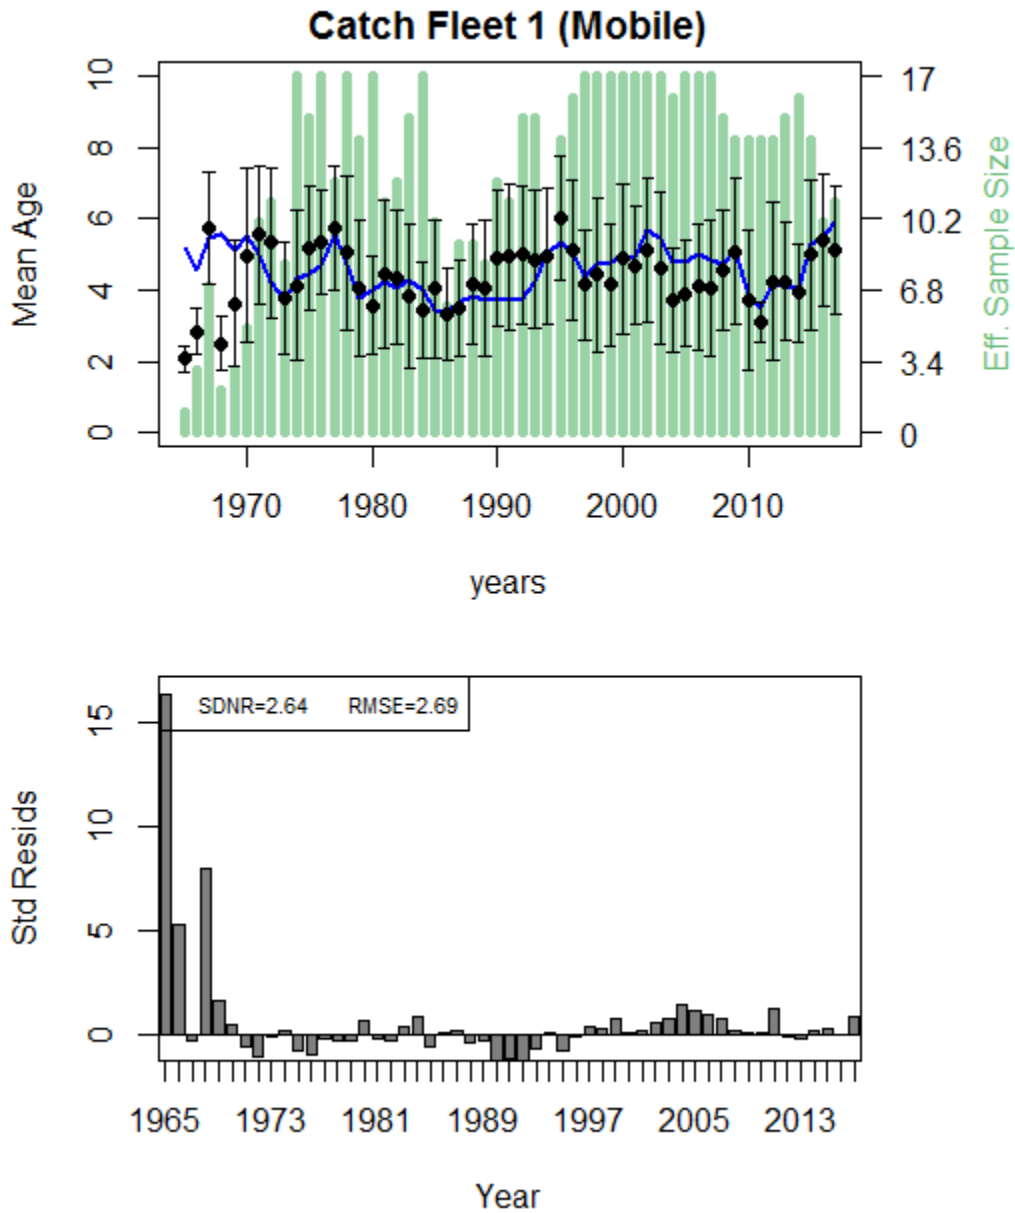 Catch Fleet 1 (Mobile)
10
8
6
4
2
0
Mean Age
17
13.6
10.2
6.8
3.4
0
Eff. Sample Size
1970 1980 1990 2000 2010
years
SDNR=2.64 RMSE=2.69
15
10
5
0
Std Resids
1965 1973 1981 1989 1997 2005 2013
Year